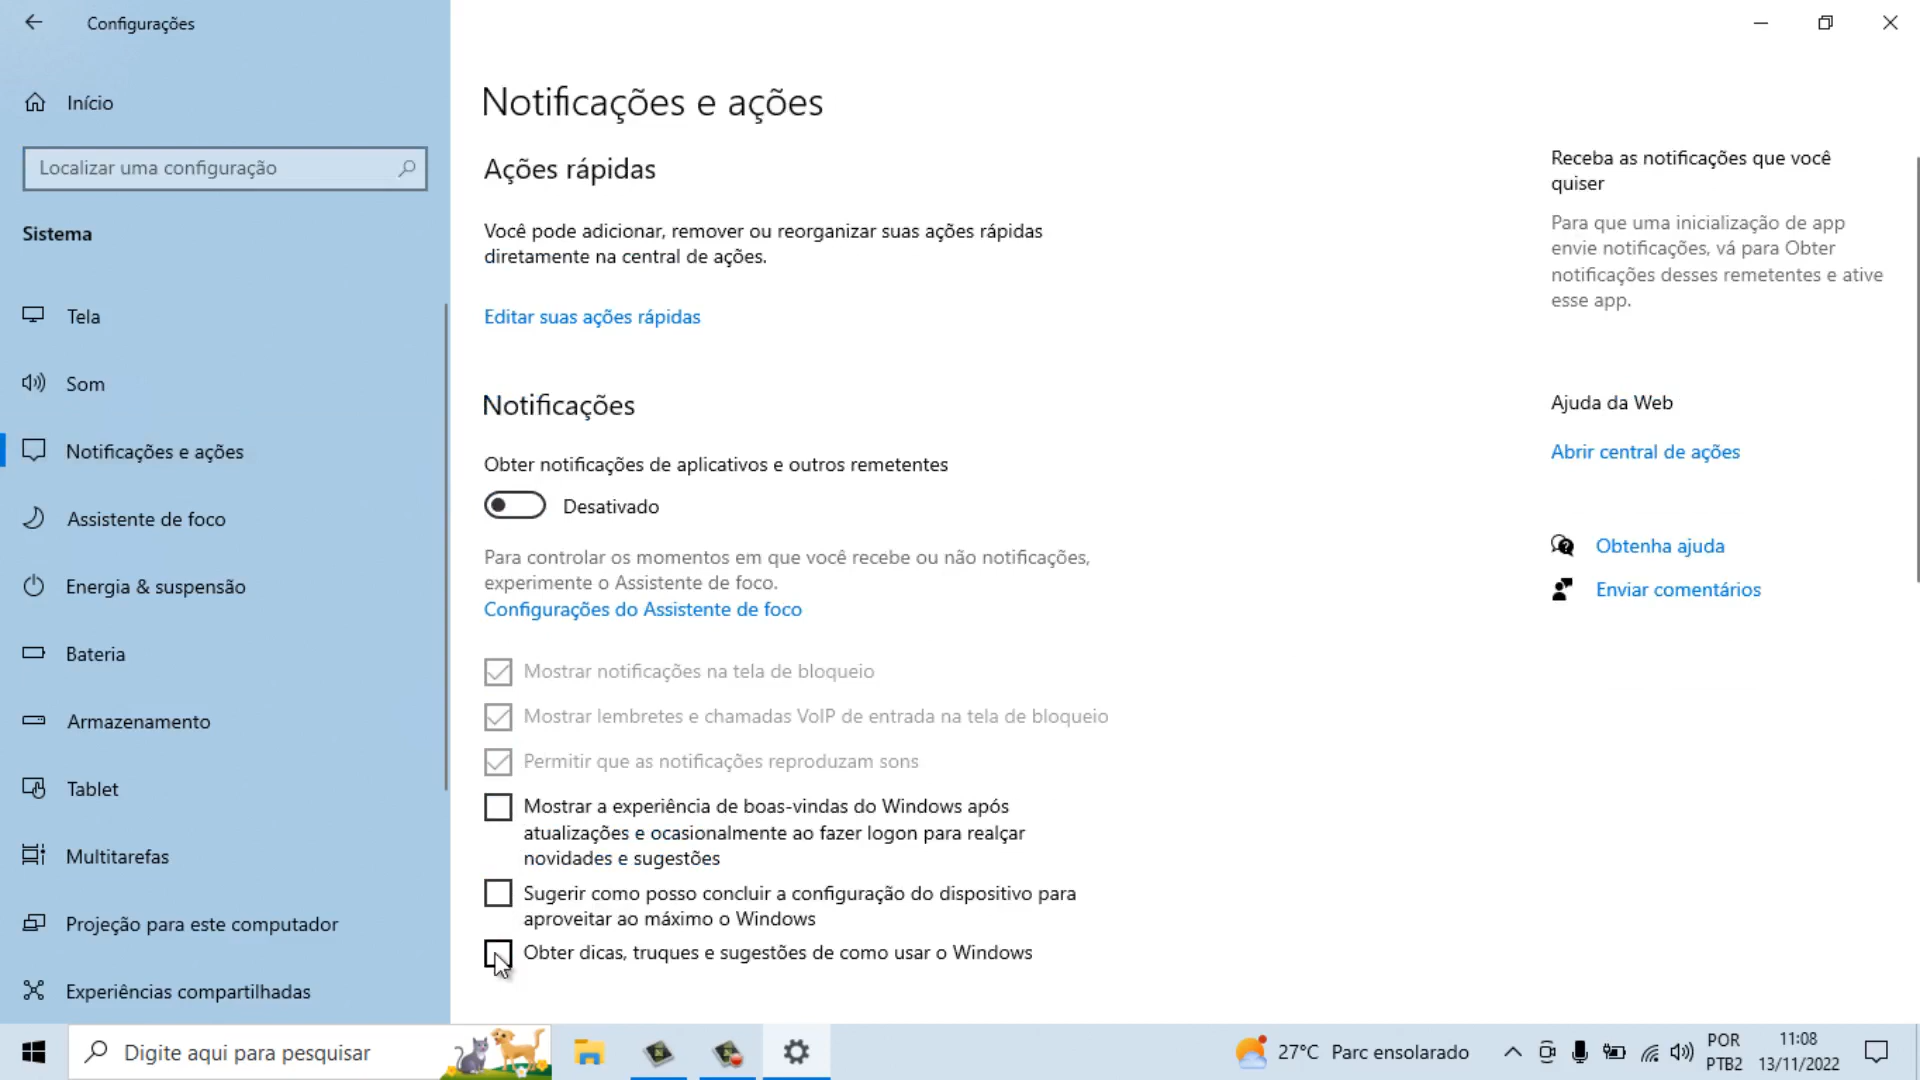 Configurações
Início
Localizar uma configuração
Sistema
Tela
Som
Notificações e ações
Assistente de foco
Energia & suspensão
Bateria
Armazenamento
Tablet
Multitarefas
Projeção para este computador
Experiências compartilhadas
Notificações e ações
Ações rápidas
Você pode adicionar, remover ou reorganizar suas ações rápidas
diretamente na central de ações.
Editar suas ações rápidas
Notificações
Obter notificações de aplicativos e outros remetentes
Desativado
Para controlar os momentos em que você recebe ou não notificações,
experimente o Assistente de foco.
Configurações do Assistente de foco
Mostrar notificações na tela de bloqueio
Mostrar lembretes e chamadas VoIP de entrada na tela de bloqueio
Permitir que as notificações reproduzam sons
Mostrar a experiência de boas-vindas do Windows após
atualizações e ocasionalmente ao fazer logon para realçar
novidades e sugestões
Sugerir como posso concluir a configuração do dispositivo para
aproveitar ao máximo o Windows
Obter dicas, truques e sugestões de como usar o Windows
Receba as notificações que você
quiser
Para que uma inicialização de app
envie notificações, vá para Obter
notificações desses remetentes e ative
esse app.
Ajuda da Web
Abrir central de ações
Obtenha ajuda
Enviar comentários
Digite aqui para pesquisar
27°C Parc ensolarado
POR
PTB2
11:08
13/11/2022